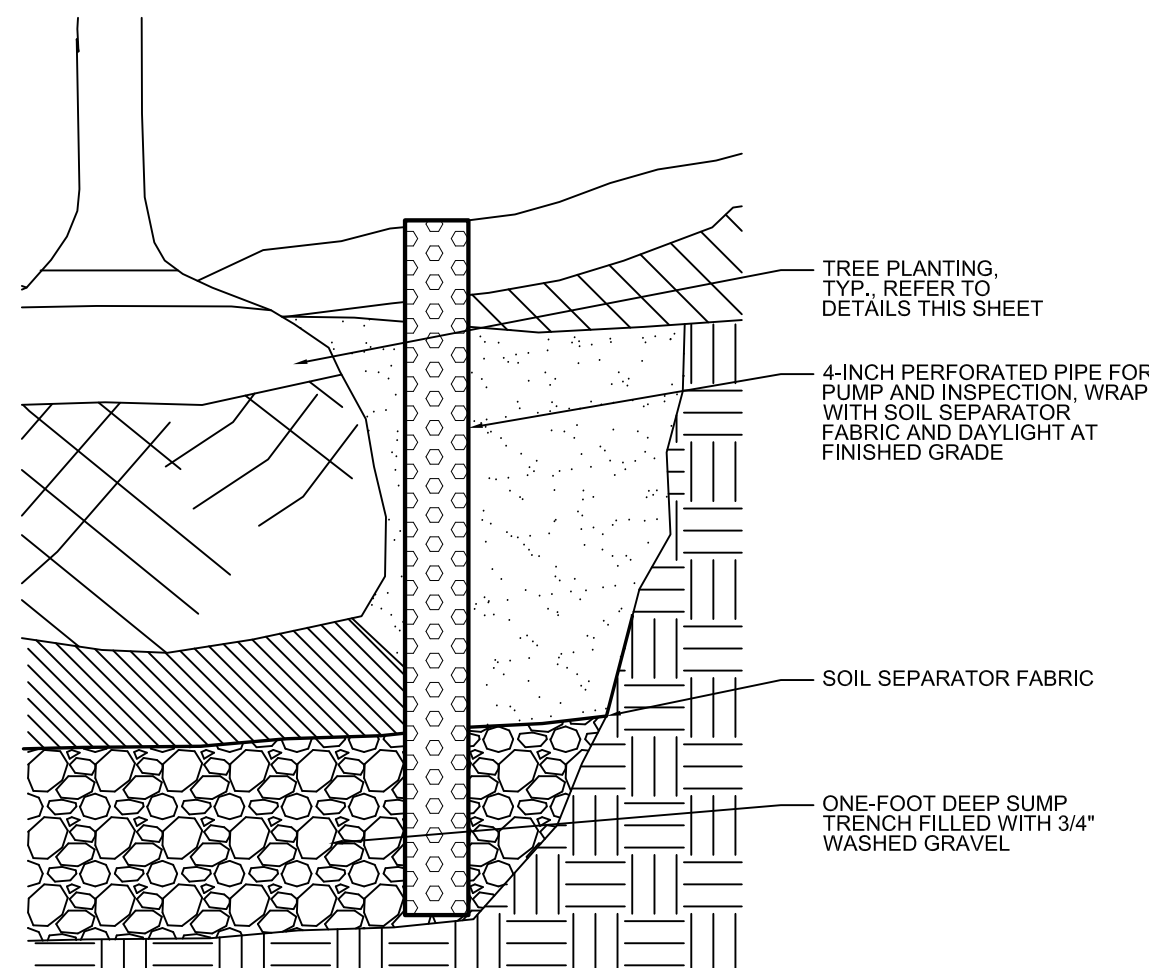 TREE PLANTING,
TYP., REFER TO
DETAILS THIS SHEET
4-INCH PERFORATED PIPE FOR
PUMP AND INSPECTION, WRAP
WITH SOIL SEPARATOR
FABRIC AND DAYLIGHT AT
FINISHED GRADE
SOIL SEPARATOR FABRIC
ONE-FOOT DEEP SUMP
TRENCH FILLED WITH 3/4"
WASHED GRAVEL